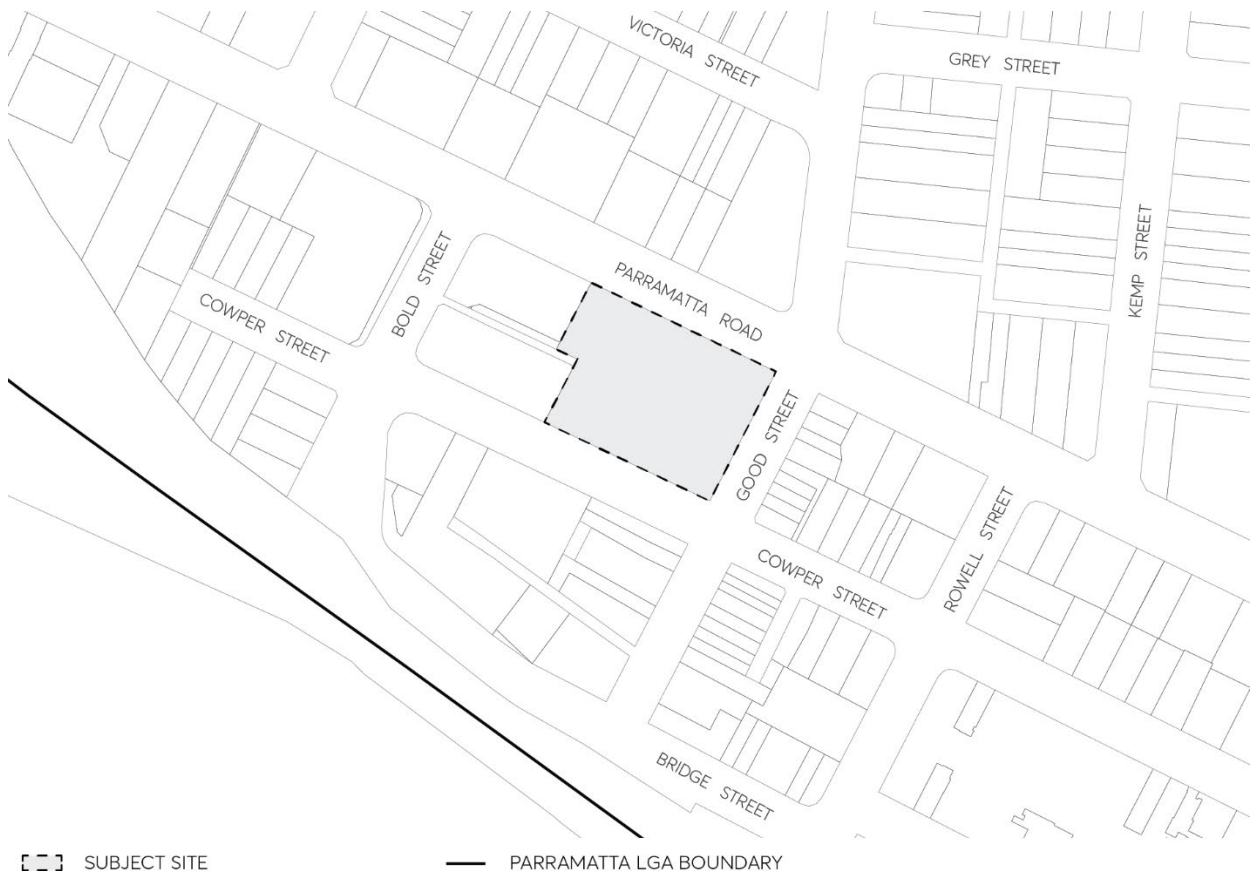 VICTORIA STREET
GREY STREET
KEMP STREET
PARRAMATTA ROAD
BOLD STREET
COWPER STREET
GOOD STREET
ROWELL STREET
COWPER STREET
BRIDGE STREET
SUBJECT SITE
PARRAMATTA LGA BOUNDARY